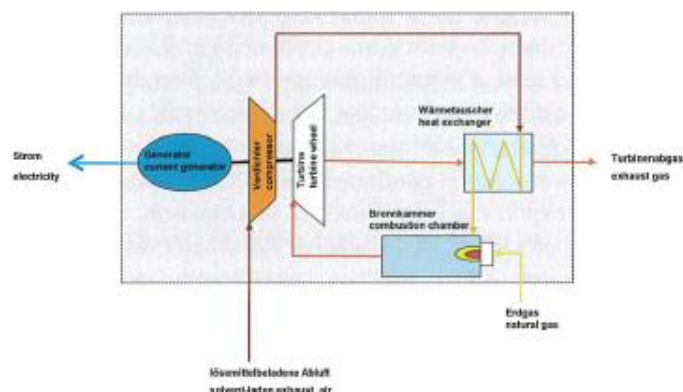 Wärmetauscher
heat exchanger
Strom
electricity
Generator
current generator
Verdichter
compressor
Turbine
turbine wheel
Turbinenabgas
exhaust gas
Brennkammer
combustion chamber
Erdgas
natural gas
lösemittelbeladene Abluft
solvent-laden exhaust air